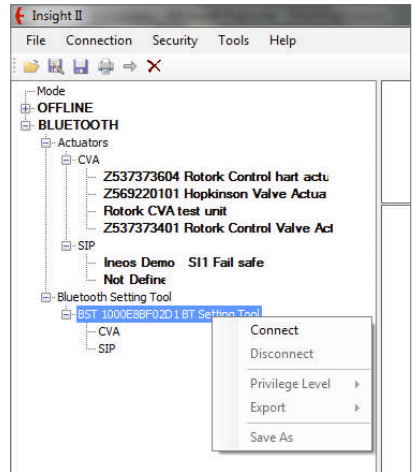 Insight II
File Connection Security Tools Help
Mode
OFFLINE
BLUETOOTH
Actuators
CVA
Z537373604 Rotork Control hart actu
Z569220101 Hopkinson Valve Actua
Rotork CVA test unit
Z537373401 Rotork Control Valve Act
SIP
Ineos Demo SI1 Fail safe
Not Define
Bluetooth Setting Tool
BST 1000E8BF02D1 BT Setting Tool
CVA
SIP
Connect
Disconnect
Privilege Level
Export
Save As